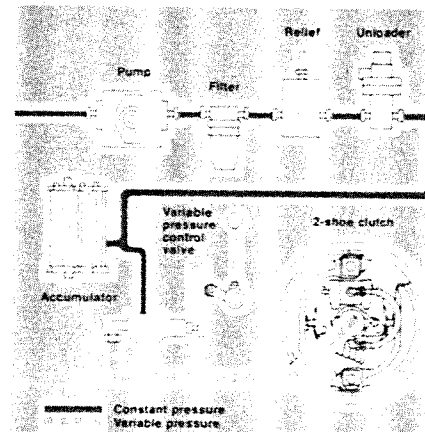 Relief
Unloader
Pump
Filter
Variable
pressure
control
valve
2-shoe clutch
Accumulator
Constant pressure
Variable pressure